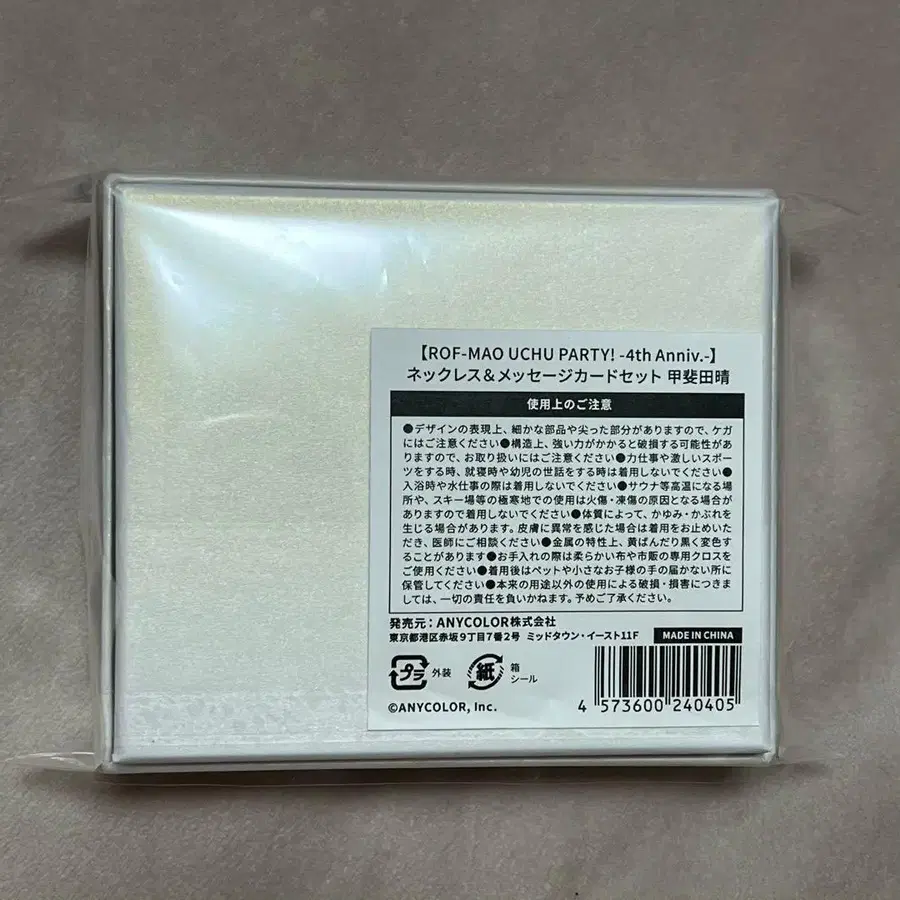 【ROF-MAO UCHU PARTY! -4th Anniv.-】
ネックレス&メッセージカードセット 甲斐田晴
使用上のご注意
●デザインの表現上、細かな部品や尖った部分がありますので、ケガ
にはご注意ください●構造上、強い力がかかると破損する可能性があ
りますので、お取り扱いにはご注意ください●力仕事や激しいスポー
ツをする時、就寝時や幼児の世話をする時は着用しないでください●
入浴時や水仕事の際は着用しないでください●サウナ等高温になる場
所や、スキー場等の極寒地での使用は火傷・凍傷の原因となる場合が
ありますので着用しないでください●体質によって、かゆみ・かぶれを
生じる場合があります。皮膚に異常を感じた場合は着用をお止めいた
だき、医師にご相談ください●金属の特性上、黄ばんだり黒く変色す
ることがあります●お手入れの際は柔らかい布や市販の専用クロスを
ご使用ください●着用後はペットや小さなお子様の手の届かない所に
保管してください●本来の用途以外の使用による破損・損害につきま
しては、一切の責任を負いかねます。予めご了承ください。
発売元:ANYCOLOR株式会社
東京都港区赤坂9丁目7番2号 ミッドタウン・イースト11F
MADE IN CHINA
プラ 外装 紙 箱
シール
©ANYCOLOR, Inc.
4 573600 240405